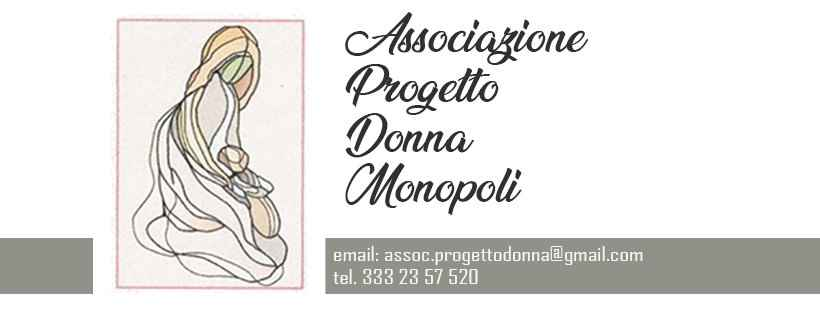 Associazione
Progetto
Donna
Monopoli
email: assoc.progettodonna@gmail.com
tel. 333 23 57 520